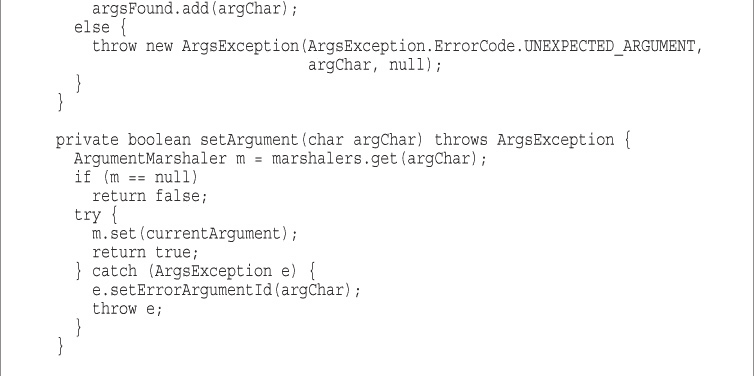 argsFound.add(argChar);
else {
throw new ArgsException(ArgsException.ErrorCode.UNEXPECTED_ARGUMENT,
argChar, null);
}
}
private boolean setArgument(char argChar) throws ArgsException {
ArgumentMarshaler m = marshalers.get(argChar);
if (m == null)
return false;
try {
m.set(currentArgument);
return true;
} catch (ArgsException e) {
e.setErrorArgumentId(argChar);
throw e;
}
}